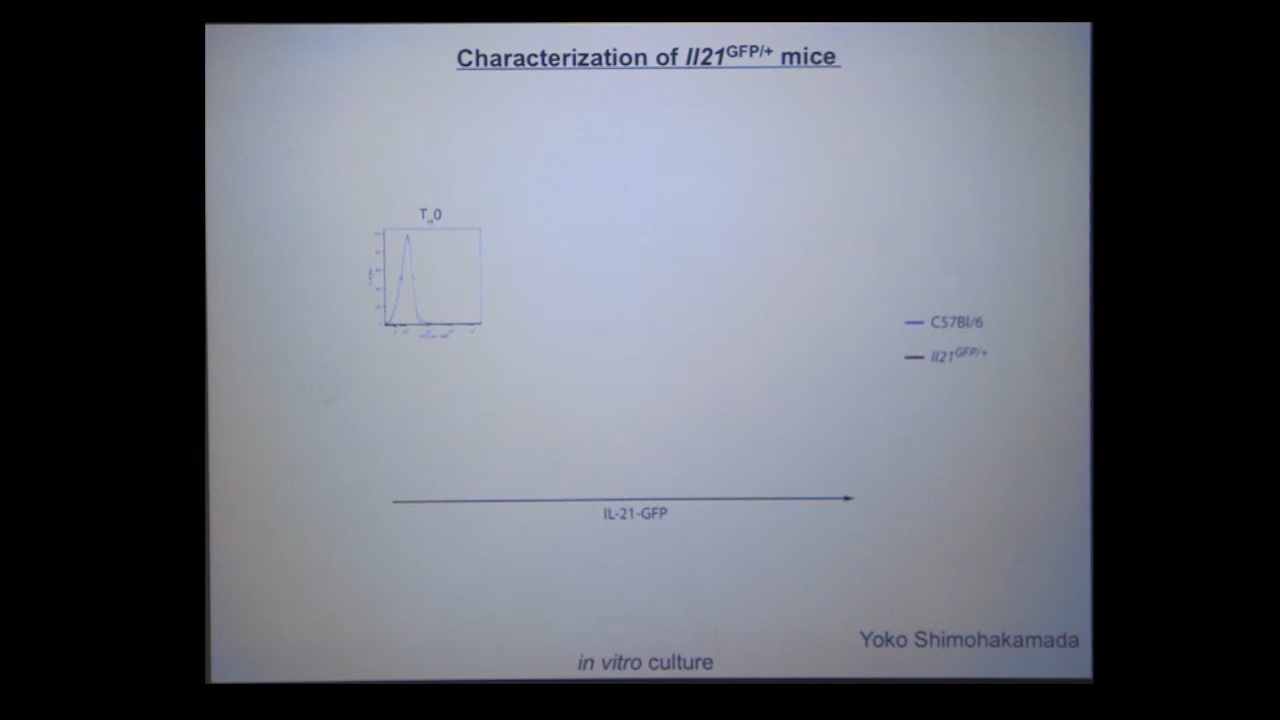 Characterization of Il21GFP/+ mice
TH0
C57Bl/6
Il21GFP/+
IL-21-GFP
Yoko Shimohakamada
in vitro culture